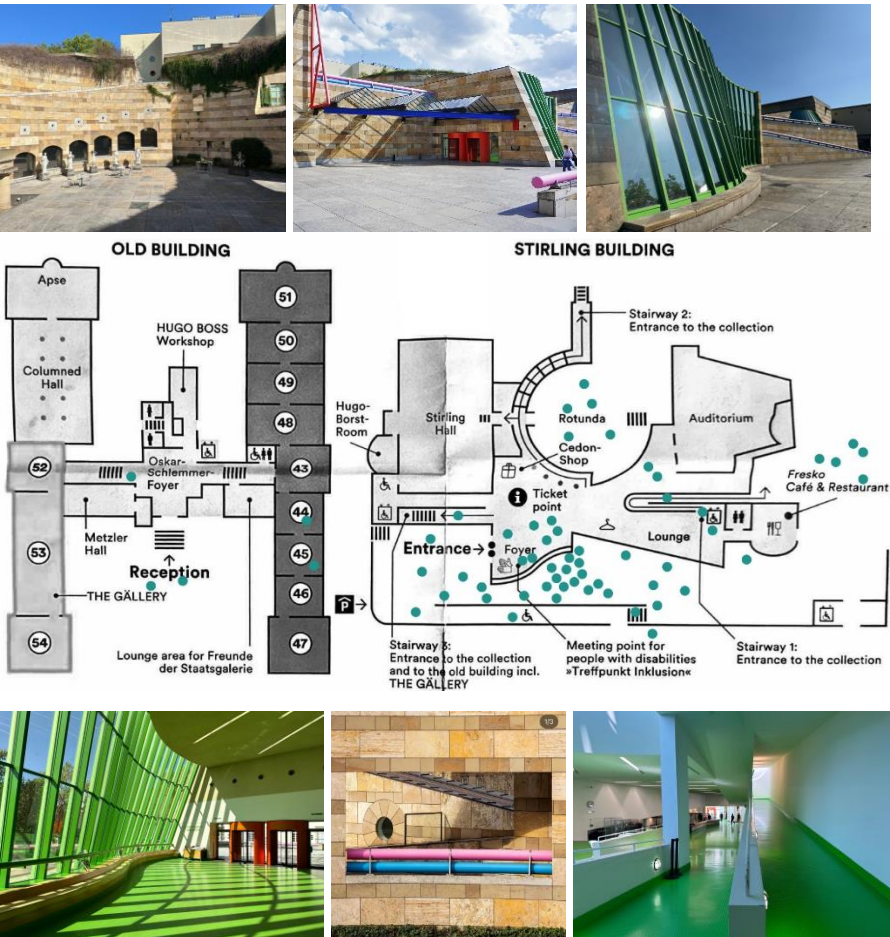 OLD BUILDING
STIRLING BUILDING
Apse
51
Stairway 2:
Entrance to the collection
HUGO BOSS
Workshop
50
Columned
Hall
49
Hugo-
Borst-
Room
Stirling
Hall
Rotunda
Auditorium
48
Cedon-
Shop
52
Oskar-
Schlemmer-
Foyer
43
Fresko
Café & Restaurant
i
Ticket
point
44
Metzler
Hall
Lounge
53
45
Entrance
Foyer
Reception
THE GÄLLERY
46
P
54
47
Lounge area for Freunde
der Staatsgalerie
Stairway 3:
Entrance to the collection
and to the old building incl.
THE GÄLLERY
Meeting point for
people with disabilities
»Treffpunkt Inklusion«
Stairway 1:
Entrance to the collection
1/3